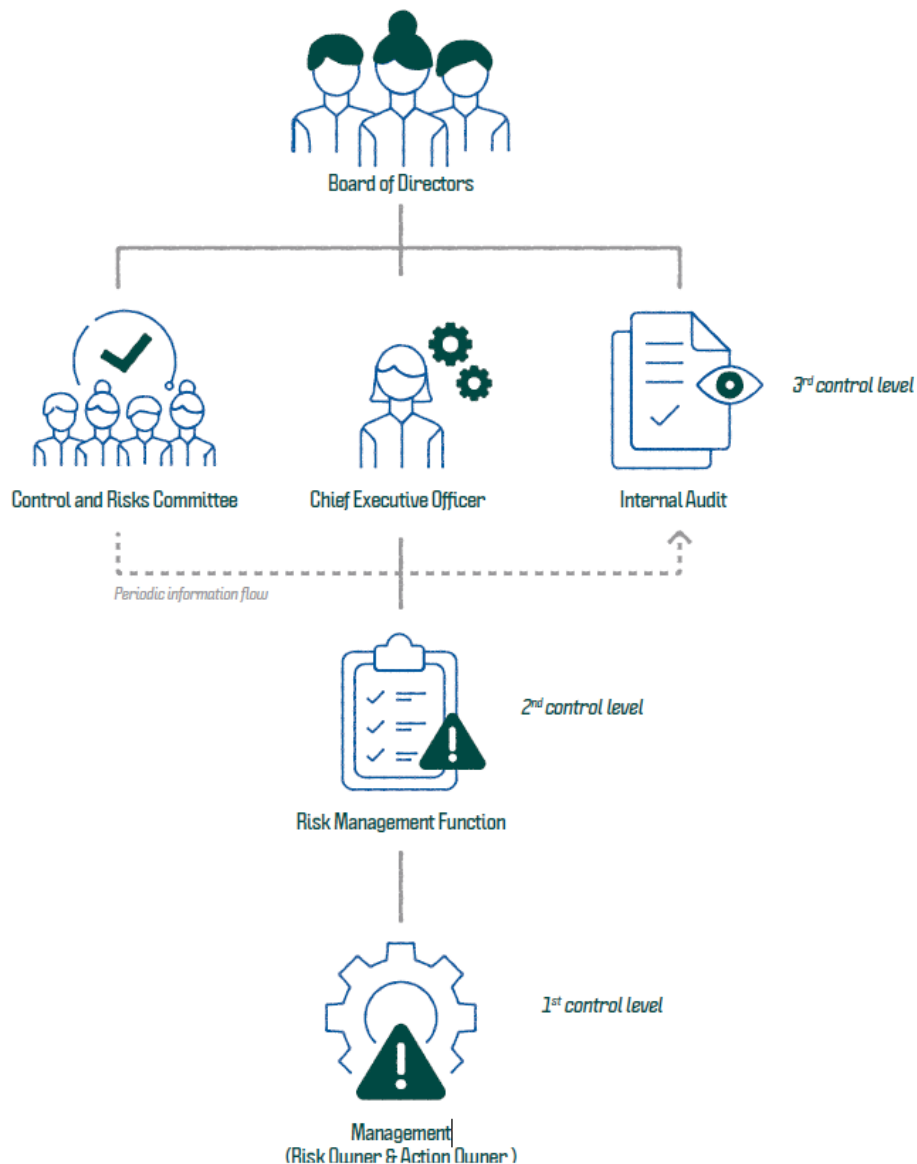 Board of Directors
3rd control level
Control and Risks Committee
Chief Executive Officer
Internal Audit
Periodic information flow
2nd control level
Risk Management Function
1st control level
Management
(Risk Owner & Action Owner )